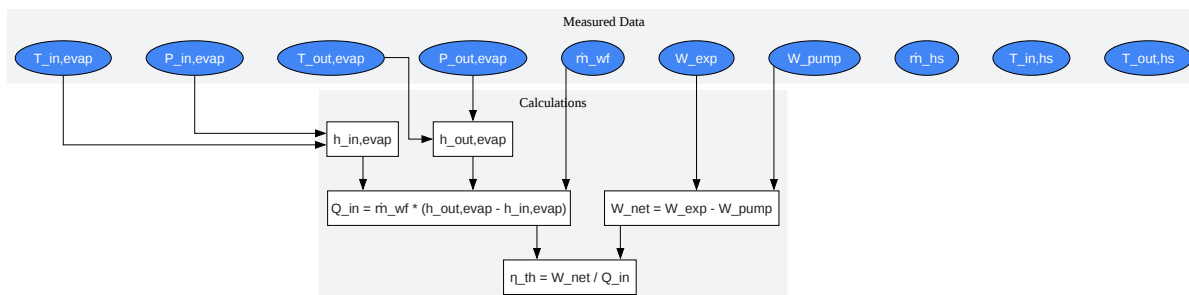 Measured Data
T_in,evap
P_in,evap
T_out,evap
P_out,evap
ṁ_wf
W_exp
W_pump
ṁ_hs
T_in,hs
T_out,hs
Calculations
h_in,evap
h_out,evap
Q_in = ṁ_wf * (h_out,evap - h_in,evap)
W_net = W_exp - W_pump
η_th = W_net / Q_in